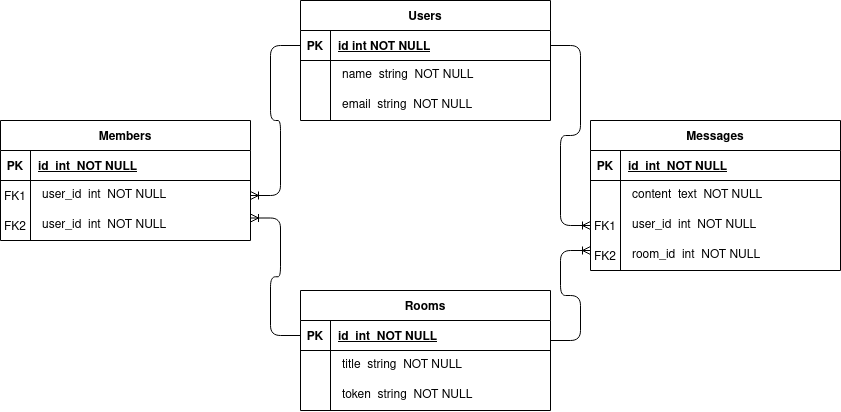 Users
PK id int NOT NULL
name string NOT NULL
email string NOT NULL
Members
PK id int NOT NULL
FK1 user_id int NOT NULL
FK2 user_id int NOT NULL
Messages
PK id int NOT NULL
content text NOT NULL
FK1 user_id int NOT NULL
FK2 room_id int NOT NULL
Rooms
PK id int NOT NULL
title string NOT NULL
token string NOT NULL